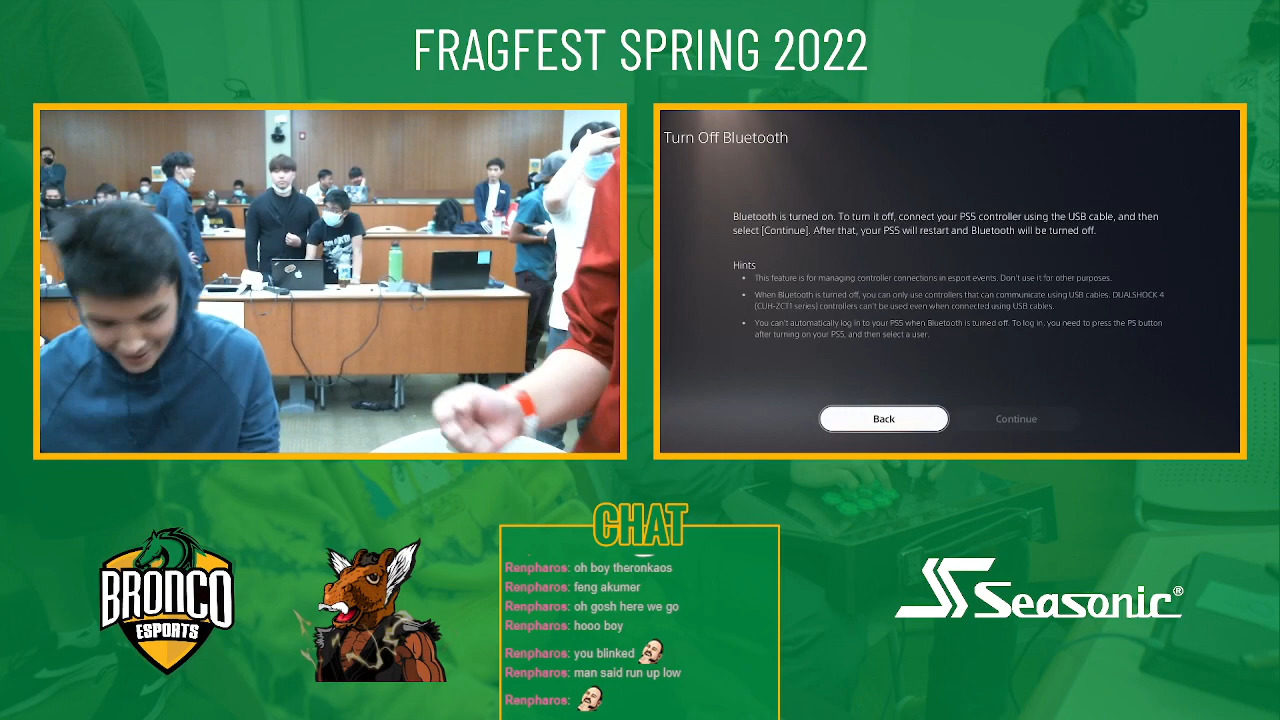 FRAGFEST SPRING 2022
Turn Off Bluetooth
Bluetooth is turned on. To turn it off, connect your PS5 controller using the USB cable, and then
select [Continue]. After that, your PS5 will restart and Bluetooth will be turned off.
Hints
• This feature is for managing controller connections in esport events. Don't use it for other purposes.
• When Bluetooth is turned off, you can only use controllers that can communicate using USB cables. DUALSHOCK 4
(CUH-ZCT1 series) controllers can't be used even when connected using USB cables.
• You can't automatically log in to your PS5 when Bluetooth is turned off. To log in, you need to press the PS button
after turning on your PS5, and then select a user.
Back
Continue
BRONCO
ESPORTS
CHAT
Renpharos: oh boy theronkaos
Renpharos: feng akumer
Renpharos: oh gosh here we go
Renpharos: hooo boy
Renpharos: you blinked
Renpharos: man said run up low
Renpharos:
Seasonic®